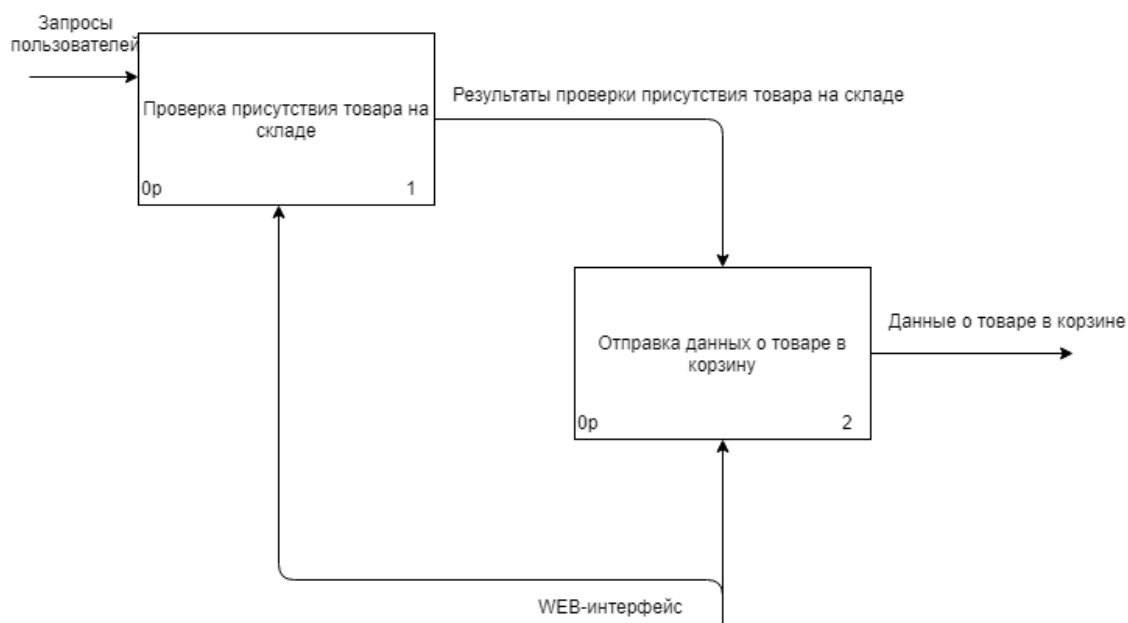 Запросы
пользователей
Проверка присутствия товара на
складе
0р
1
Результаты проверки присутствия товара на складе
Отправка данных о товаре в
корзину
0р
2
Данные о товаре в корзине
WEB-интерфейс